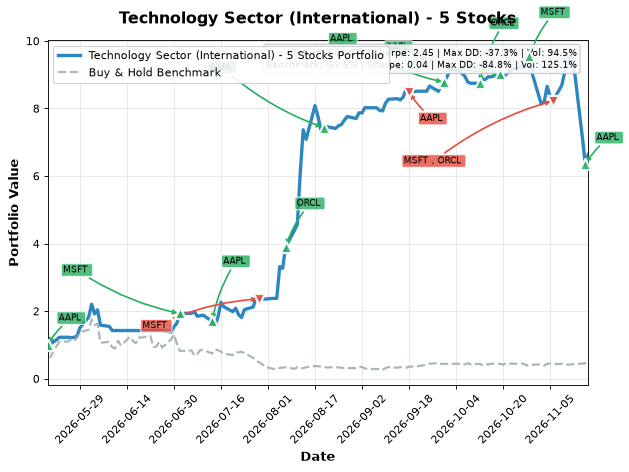 Technology Sector (International) - 5 Stocks
MSFT
ORCL
AAPL
Technology Sector (International) - 5 Stocks Portfolio
Buy & Hold Benchmark
rpe: 2.45 | Max DD: -37.3% | Vol: 94.5%
0.04 | Max DD: -84.8% | Vol: 125.1%
AAPL
MSFT , ORCL
AAPL
ORCL
AAPL
MSFT
AAPL
MSFT
Portfolio Value
10
8
6
4
2
0
2026-05-29
2026-06-14
2026-06-30
2026-07-16
2026-08-01
2026-08-17
2026-09-02
2026-09-18
2026-10-04
2026-10-20
2026-11-05
Date